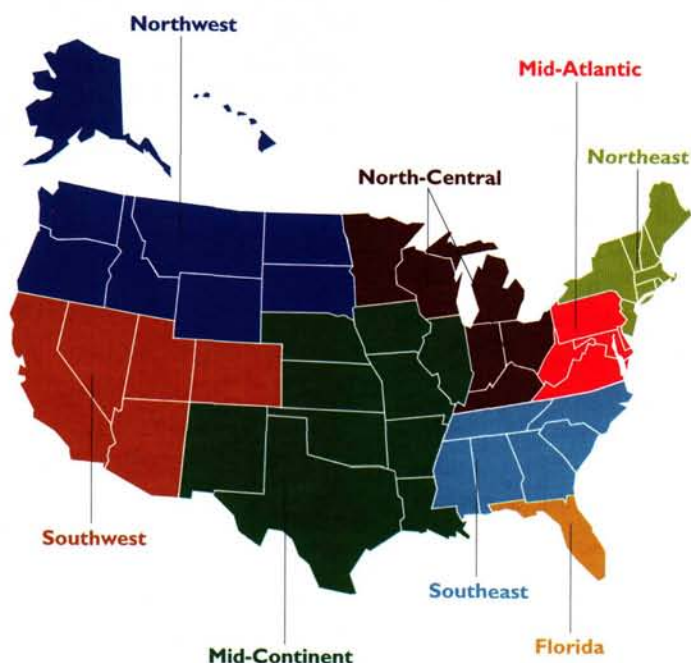 Northwest
Mid-Atlantic
Northeast
North-Central
Southwest
Southeast
Florida
Mid-Continent